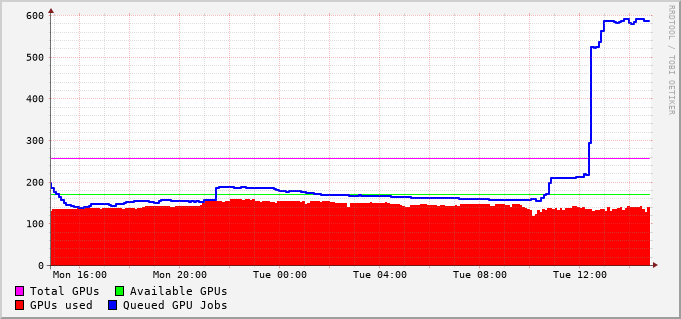 600
500
400
300
200
100
0
Mon 16:00 Mon 20:00 Tue 00:00 Tue 04:00 Tue 08:00 Tue 12:00
Total GPUs Available GPUs
GPUs used Queued GPU Jobs
RRDTOOL / TOBI OETIKER